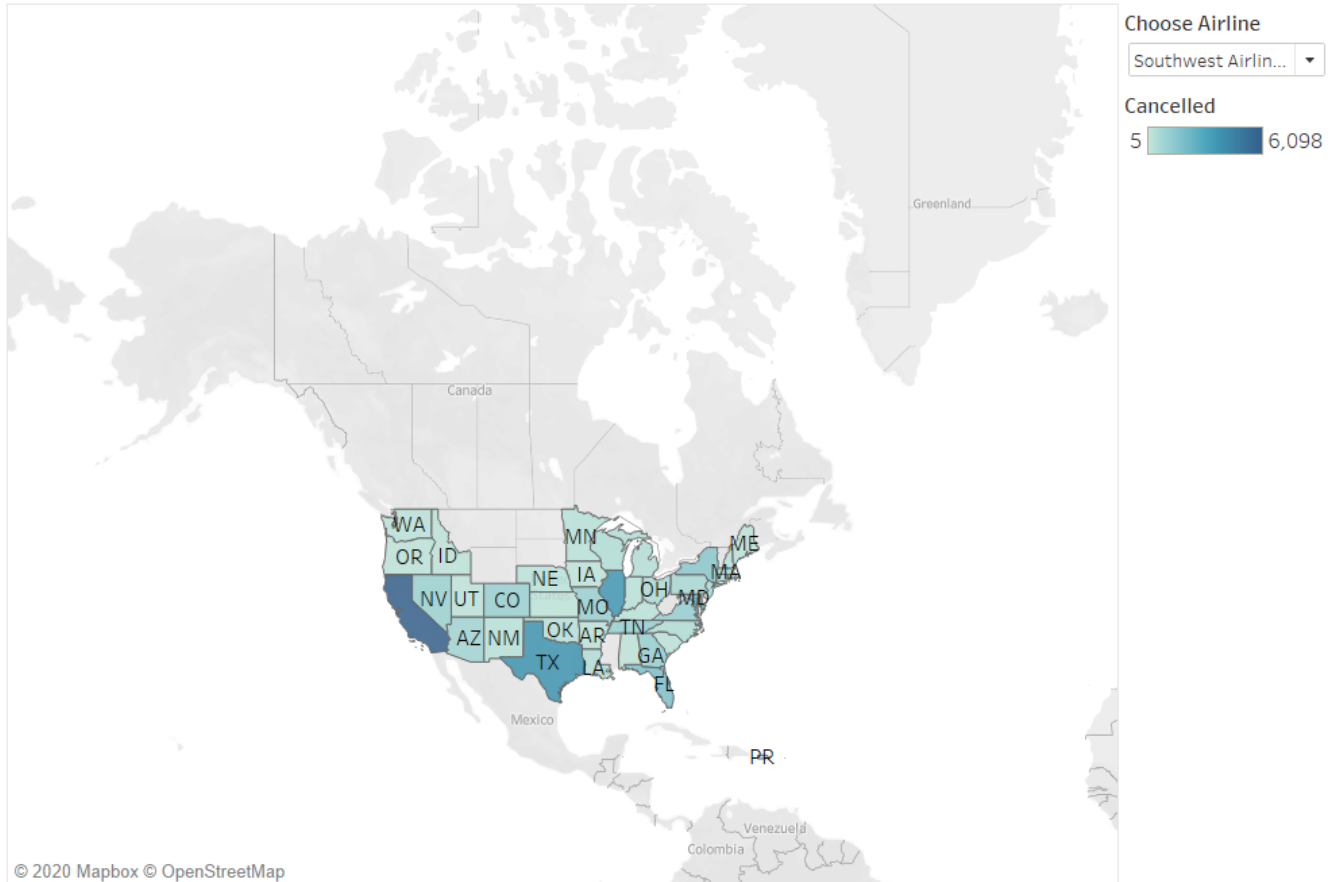 Choose Airline
Southwest Airlin...
Cancelled
5
6,098
Greenland
Canada
WA
MN
ME
OR
ID
IA
MA
NE
OH
NV
UT
CO
MO
MD
OK
AR
TN
AZ
NM
GA
TX
LA
FL
Mexico
PR
Venezuela
Colombia
© 2020 Mapbox © OpenStreetMap